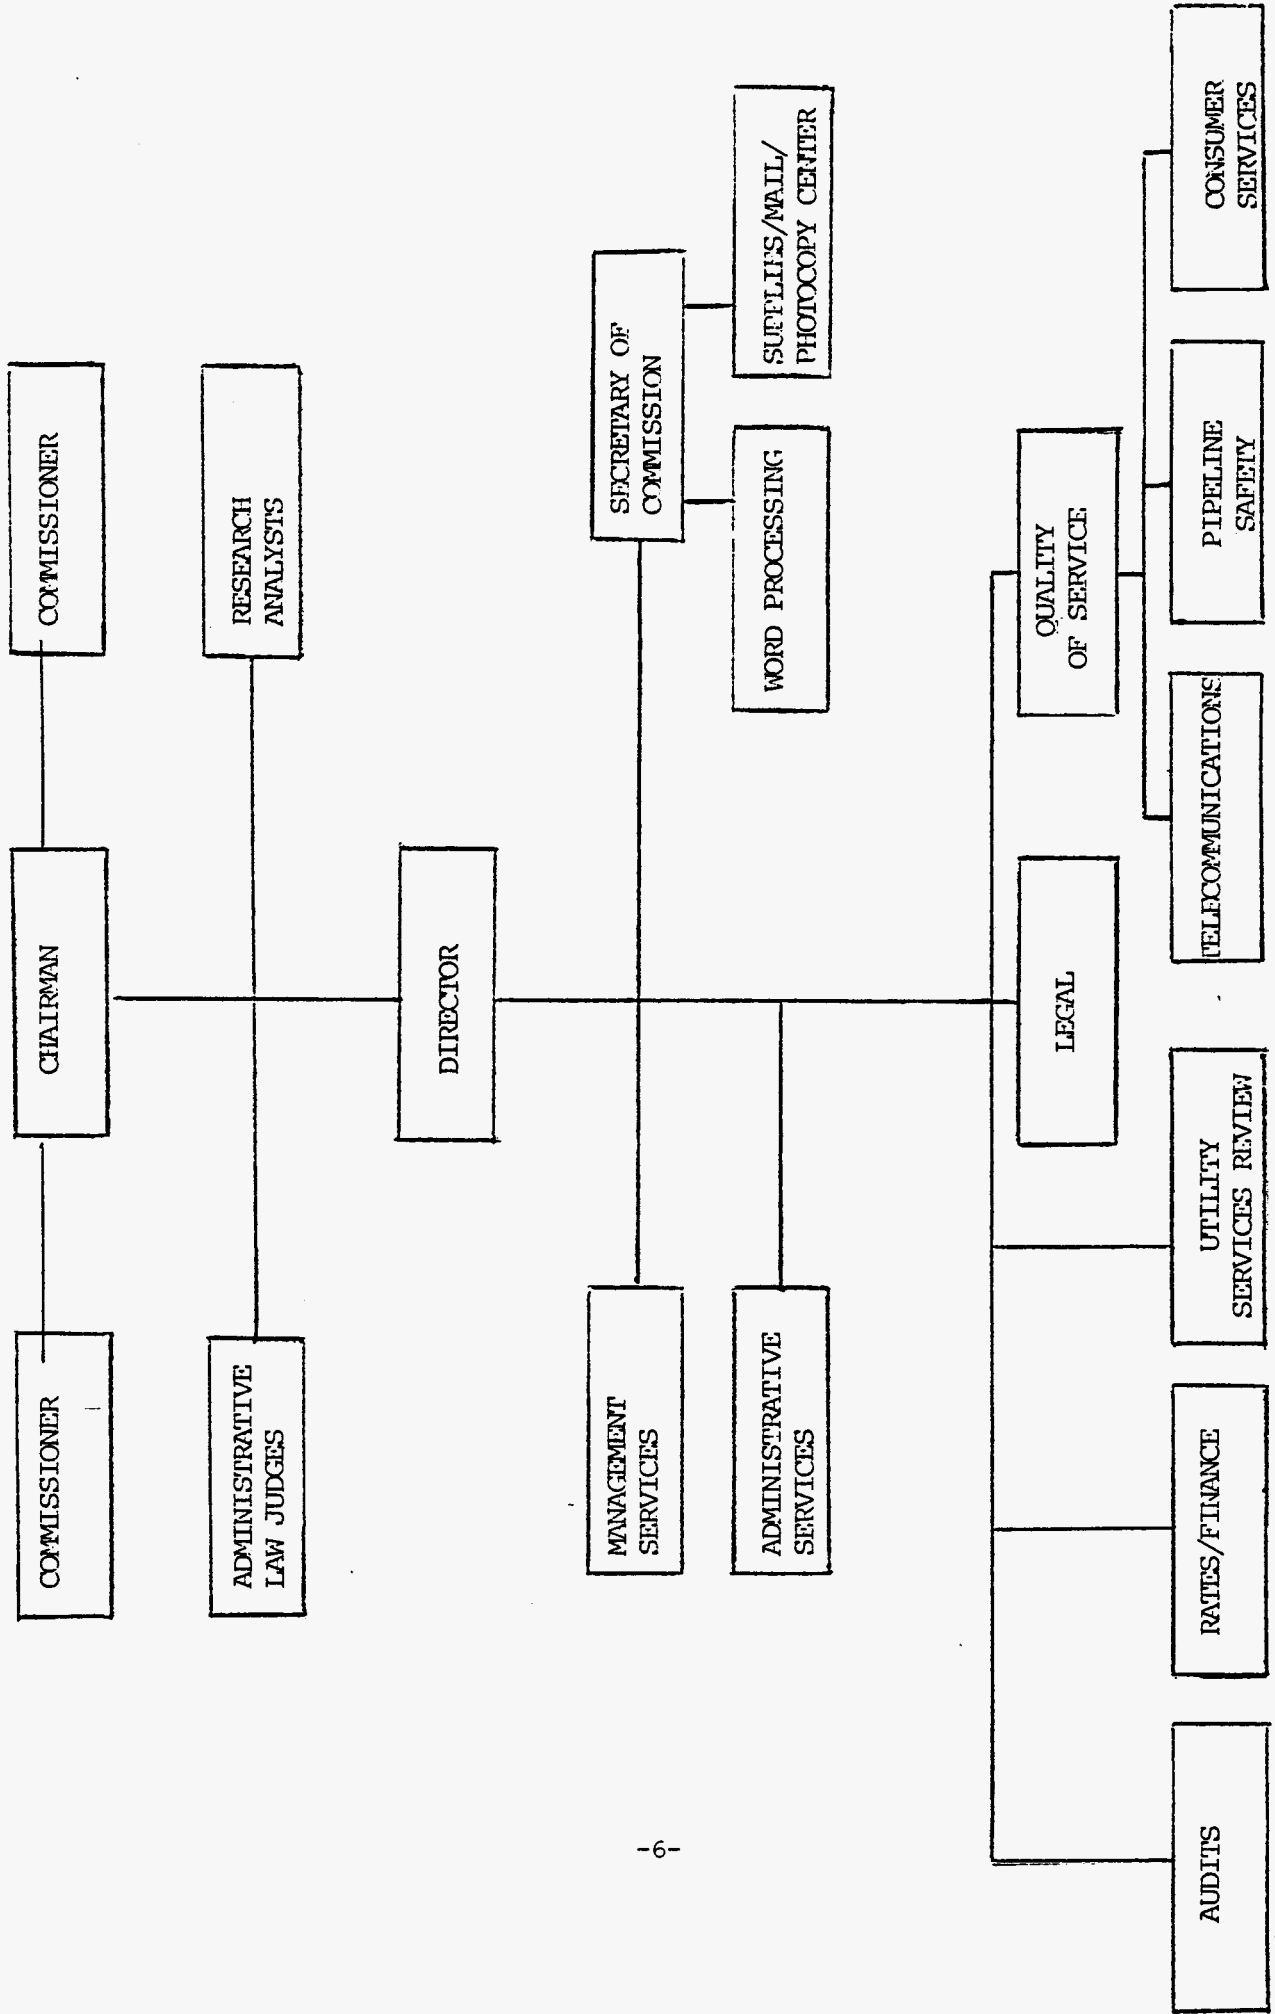 COMMISSIONER
CHAIRMAN
COMMISSIONER
ADMINISTRATIVE
LAW JUDGES
RESEARCH
ANALYSTS
DIRECTOR
MANAGEMENT
SERVICES
SECRETARY OF
COMMISSION
ADMINISTRATIVE
SERVICES
WORD PROCESSING
SUPPLIES/MAIL/
PHOTOCOPY CENTER
LEGAL
QUALITY
OF SERVICE
AUDITS
RATES/FINANCE
UTILITY
SERVICES REVIEW
TELECOMMUNICATIONS
PIPELINE
SAFETY
CONSUMER
SERVICES
-6-